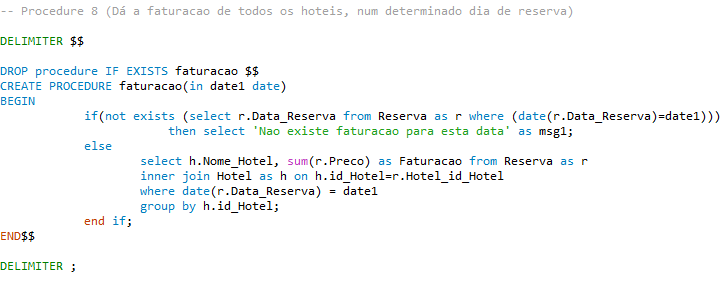 -- Procedure 8 (Dá a faturacao de todos os hoteis, num determinado dia de reserva)
DELIMITER $$
DROP procedure IF EXISTS faturacao $$
CREATE PROCEDURE faturacao(in date1 date)
BEGIN
if(not exists (select r.Data_Reserva from Reserva as r where (date(r.Data_Reserva)=date1)))
then select 'Nao existe faturacao para esta data' as msg1;
else
select h.Nome_Hotel, sum(r.Preco) as Faturacao from Reserva as r
inner join Hotel as h on h.id_Hotel=r.Hotel_id_Hotel
where date(r.Data_Reserva) = date1
group by h.id_Hotel;
end if;
END$$
DELIMITER ;